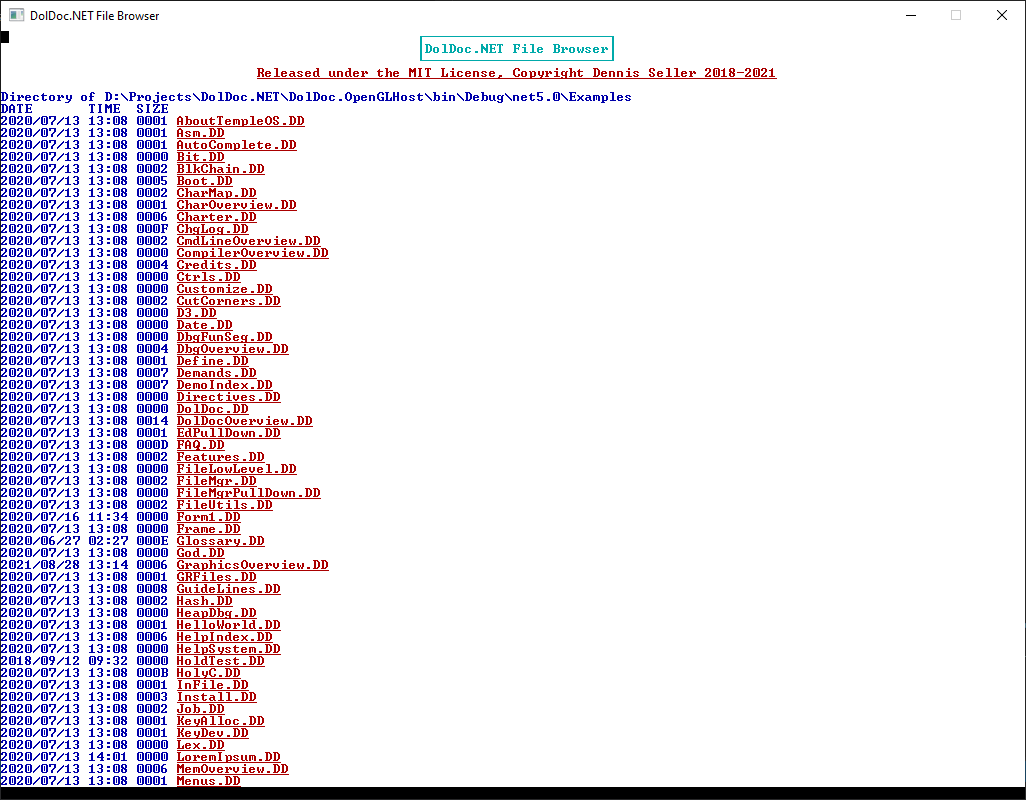 DolDoc.NET File Browser
DolDoc.NET File Browser
Released under the MIT License, Copyright Dennis Seller 2018-2021
Directory of D:\Projects\DolDoc.NET\DolDoc.OpenGLHost\bin\Debug\net5.0\Examples
DATE       TIME  SIZE
2020/07/13 13:08 0001 AboutTempleOS.DD
2020/07/13 13:08 0001 Asm.DD
2020/07/13 13:08 0001 AutoComplete.DD
2020/07/13 13:08 0000 Bit.DD
2020/07/13 13:08 0002 BlkChain.DD
2020/07/13 13:08 0005 Boot.DD
2020/07/13 13:08 0002 CharMap.DD
2020/07/13 13:08 0001 CharOverview.DD
2020/07/13 13:08 0006 Charter.DD
2020/07/13 13:08 000F ChgLog.DD
2020/07/13 13:08 0002 CmdLineOverview.DD
2020/07/13 13:08 0000 CompilerOverview.DD
2020/07/13 13:08 0004 Credits.DD
2020/07/13 13:08 0000 Ctrls.DD
2020/07/13 13:08 0000 Customize.DD
2020/07/13 13:08 0002 CutCorners.DD
2020/07/13 13:08 0000 D3.DD
2020/07/13 13:08 0000 Date.DD
2020/07/13 13:08 0000 DbgFunSeg.DD
2020/07/13 13:08 0004 DbgOverview.DD
2020/07/13 13:08 0001 Define.DD
2020/07/13 13:08 0007 Demands.DD
2020/07/13 13:08 0007 DemoIndex.DD
2020/07/13 13:08 0000 Directives.DD
2020/07/13 13:08 0000 DolDoc.DD
2020/07/13 13:08 0014 DolDocOverview.DD
2020/07/13 13:08 0001 EdPullDown.DD
2020/07/13 13:08 000D FAQ.DD
2020/07/13 13:08 0002 Features.DD
2020/07/13 13:08 0000 FileLowLevel.DD
2020/07/13 13:08 0002 FileMgr.DD
2020/07/13 13:08 0000 FileMgrPullDown.DD
2020/07/13 13:08 0002 FileUtils.DD
2020/07/16 11:34 0000 Form1.DD
2020/07/13 13:08 0000 Frame.DD
2020/06/27 02:27 000E Glossary.DD
2020/07/13 13:08 0000 God.DD
2021/08/28 13:14 0006 GraphicsOverview.DD
2020/07/13 13:08 0001 GRFiles.DD
2020/07/13 13:08 0008 GuideLines.DD
2020/07/13 13:08 0002 Hash.DD
2020/07/13 13:08 0000 HeapDbg.DD
2020/07/13 13:08 0001 HelloWorld.DD
2020/07/13 13:08 0006 HelpIndex.DD
2020/07/13 13:08 0000 HelpSystem.DD
2018/09/12 09:32 0000 HoldTest.DD
2020/07/13 13:08 000B HolyC.DD
2020/07/13 13:08 0001 InFile.DD
2020/07/13 13:08 0003 Install.DD
2020/07/13 13:08 0002 Job.DD
2020/07/13 13:08 0001 KeyAlloc.DD
2020/07/13 13:08 0001 KeyDev.DD
2020/07/13 13:08 0000 Lex.DD
2020/07/13 14:01 0000 LoremIpsum.DD
2020/07/13 13:08 0006 MemOverview.DD
2020/07/13 13:08 0001 Menus.DD